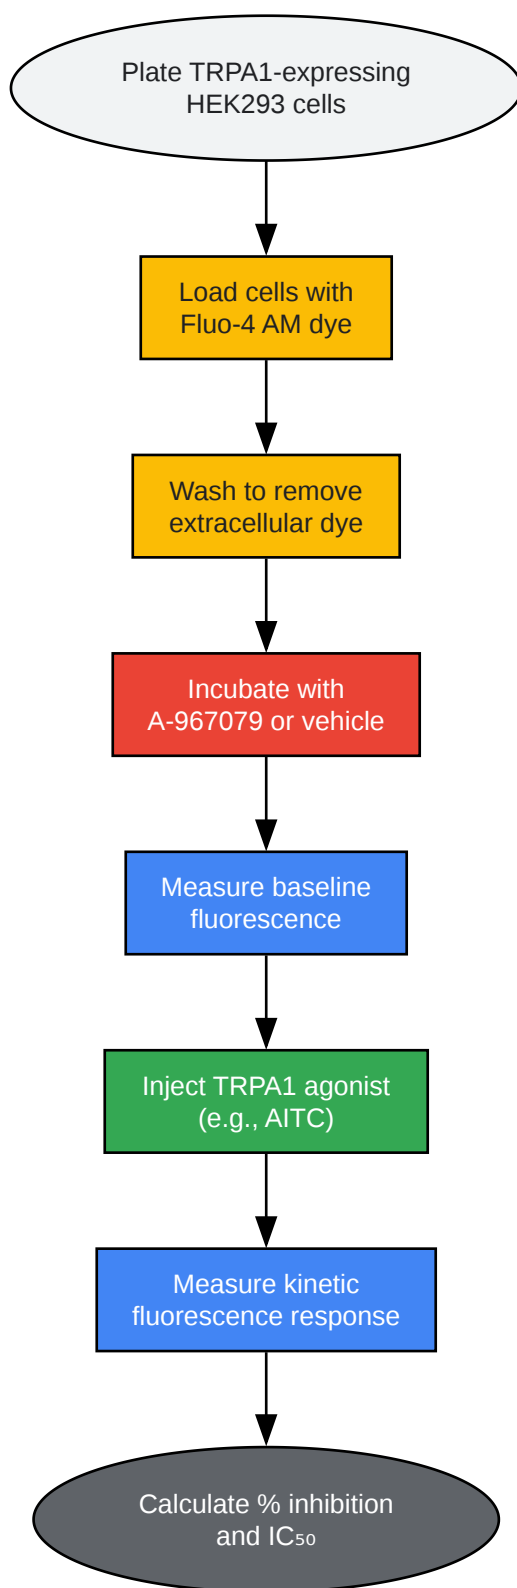 Plate TRPA1-expressing
HEK293 cells
Load cells with
Fluo-4 AM dye
Wash to remove
extracellular dye
Incubate with
A-967079 or vehicle
Measure baseline
fluorescence
Inject TRPA1 agonist
(e.g., AITC)
Measure kinetic
fluorescence response
Calculate % inhibition
and IC₅₀